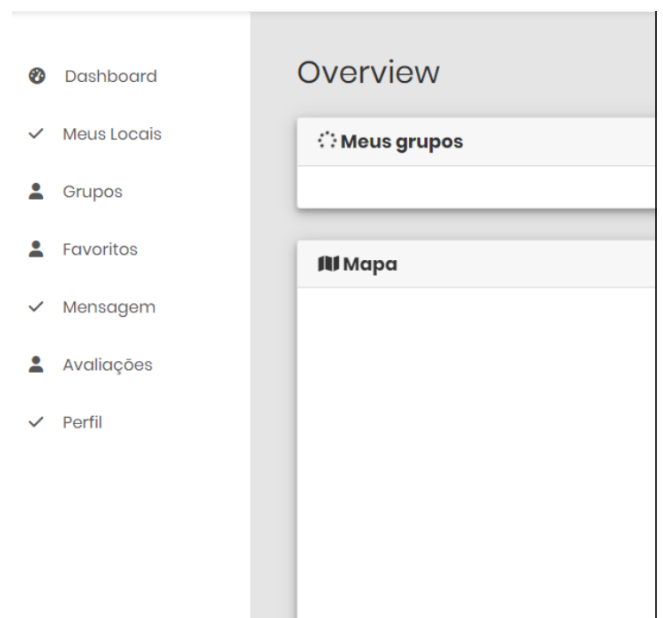 Dashboard
Meus Locais
Grupos
Favoritos
Mensagem
Avaliações
Perfil
Overview
Meus grupos
Mapa